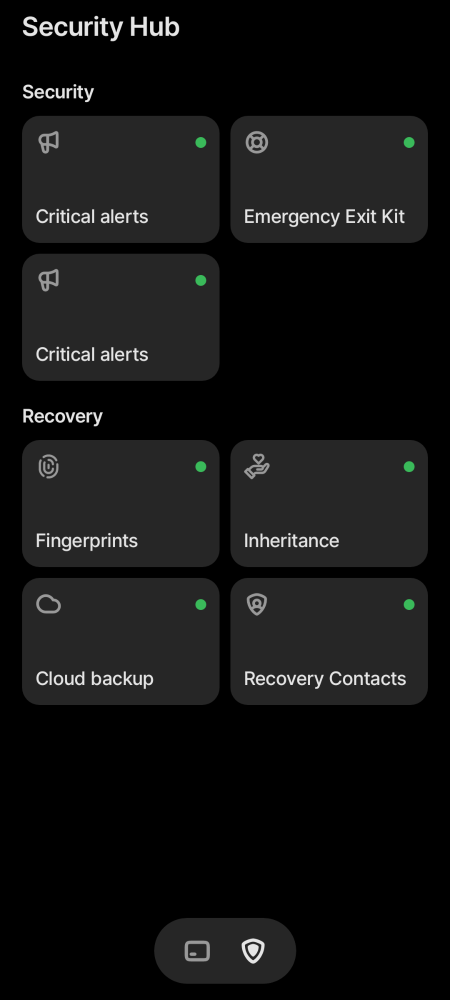 Security Hub
Security
Critical alerts
Emergency Exit Kit
Critical alerts
Recovery
Fingerprints
Inheritance
Cloud backup
Recovery Contacts